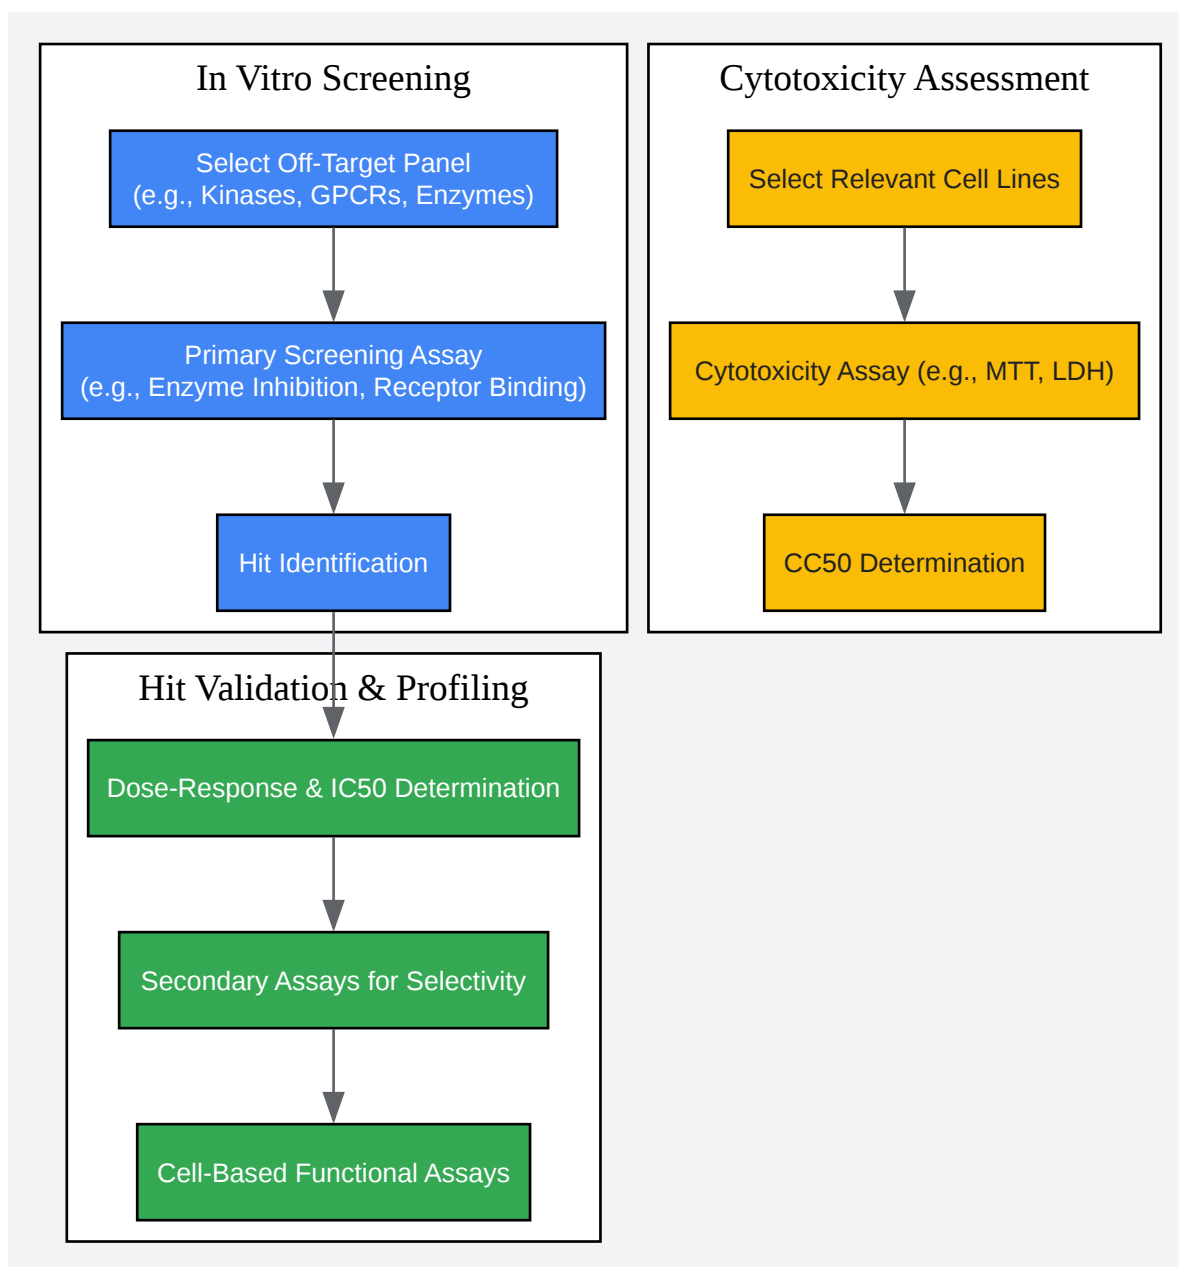 In Vitro Screening
Select Off-Target Panel
(e.g., Kinases, GPCRs, Enzymes)
Primary Screening Assay
(e.g., Enzyme Inhibition, Receptor Binding)
Hit Identification
Cytotoxicity Assessment
Select Relevant Cell Lines
Cytotoxicity Assay (e.g., MTT, LDH)
CC50 Determination
Hit Validation & Profiling
Dose-Response & IC50 Determination
Secondary Assays for Selectivity
Cell-Based Functional Assays